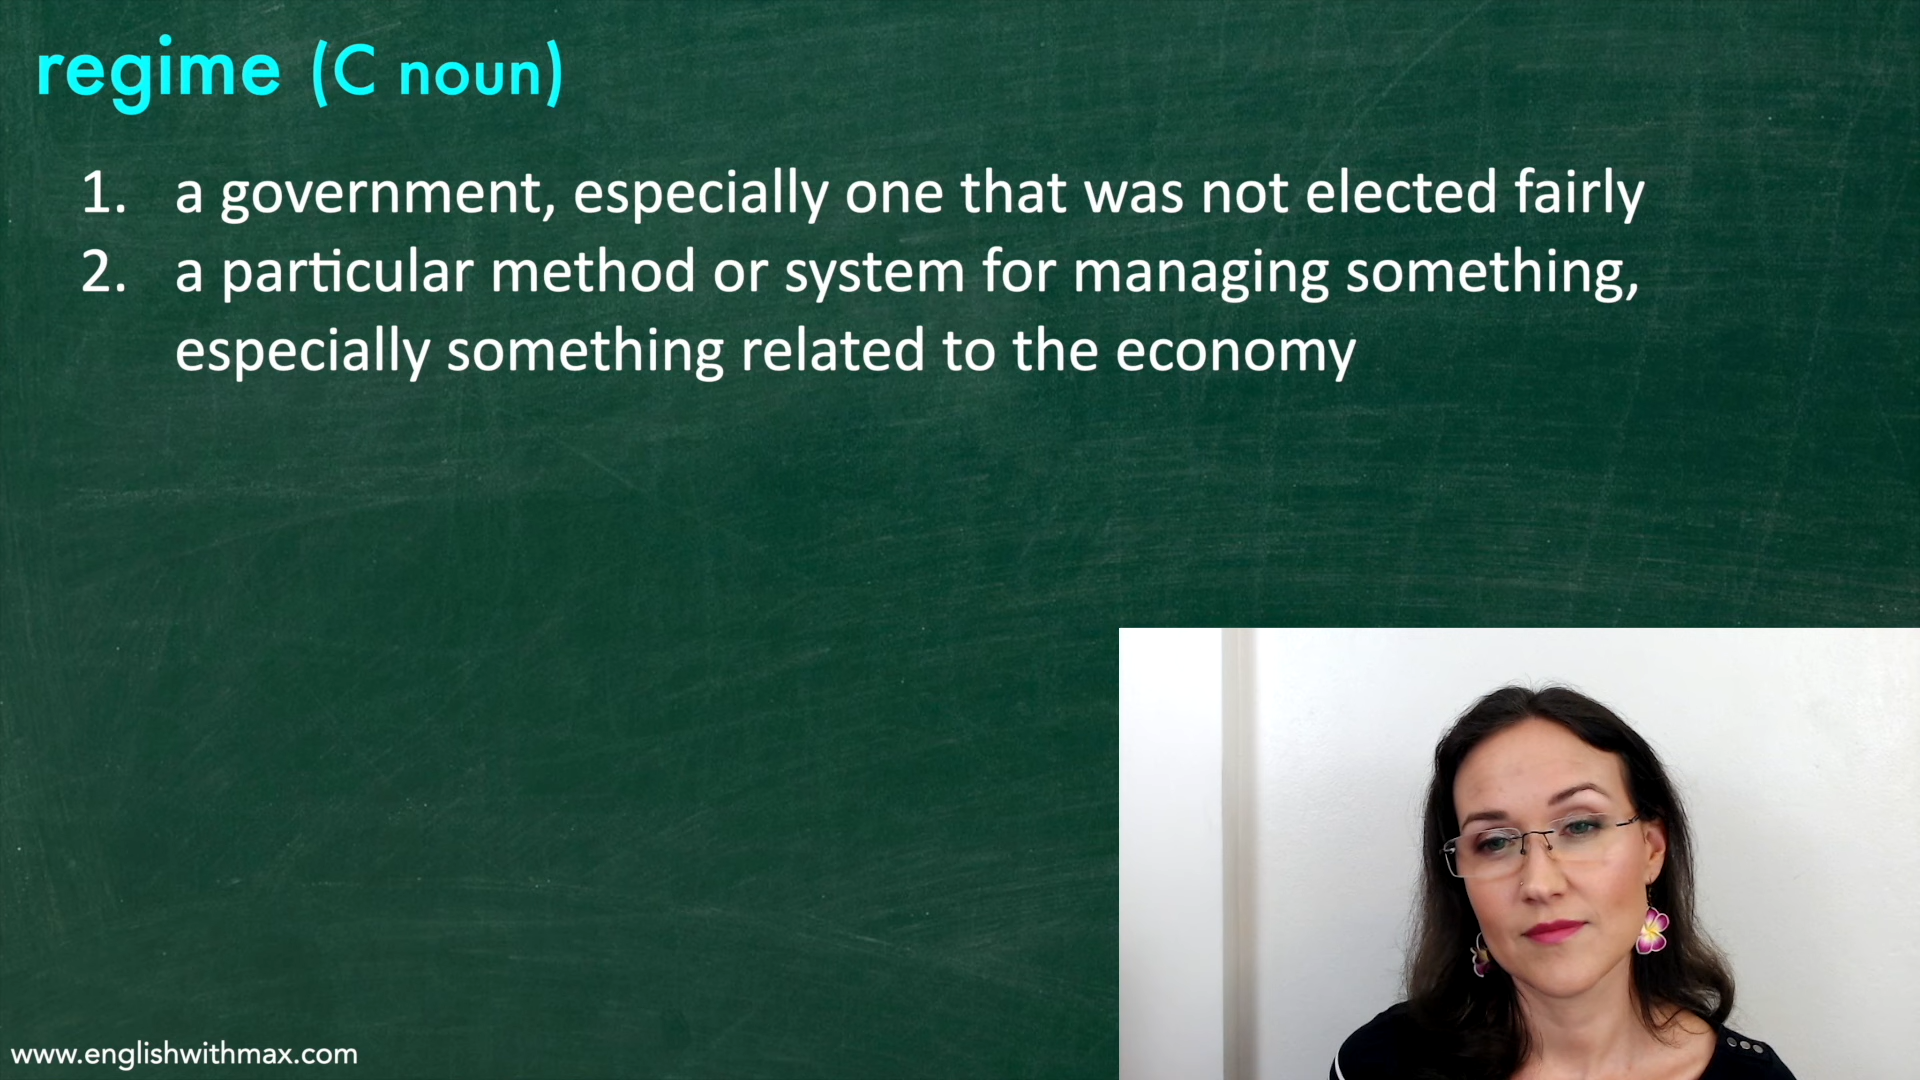 regime (C noun)
1. a government, especially one that was not elected fairly
2. a particular method or system for managing something,
especially something related to the economy
www.englishwithmax.com